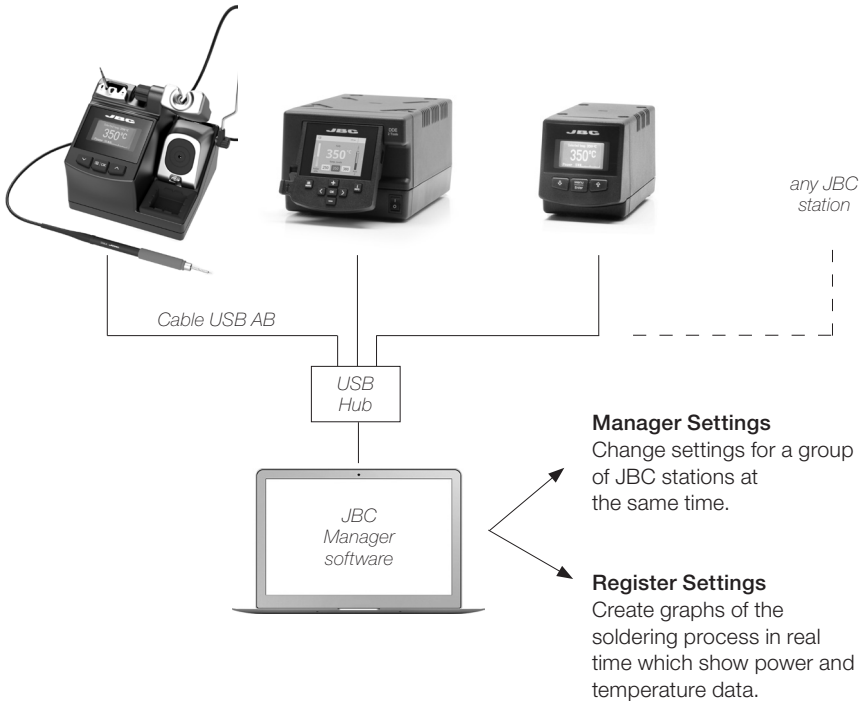 JBC
350°C
JBC
350°C
JBC
350°C
any JBC
station
Cable USB AB
USB
Hub
JBC
Manager
software
Manager Settings
Change settings for a group
of JBC stations at
the same time.
Register Settings
Create graphs of the
soldering process in real
time which show power and
temperature data.